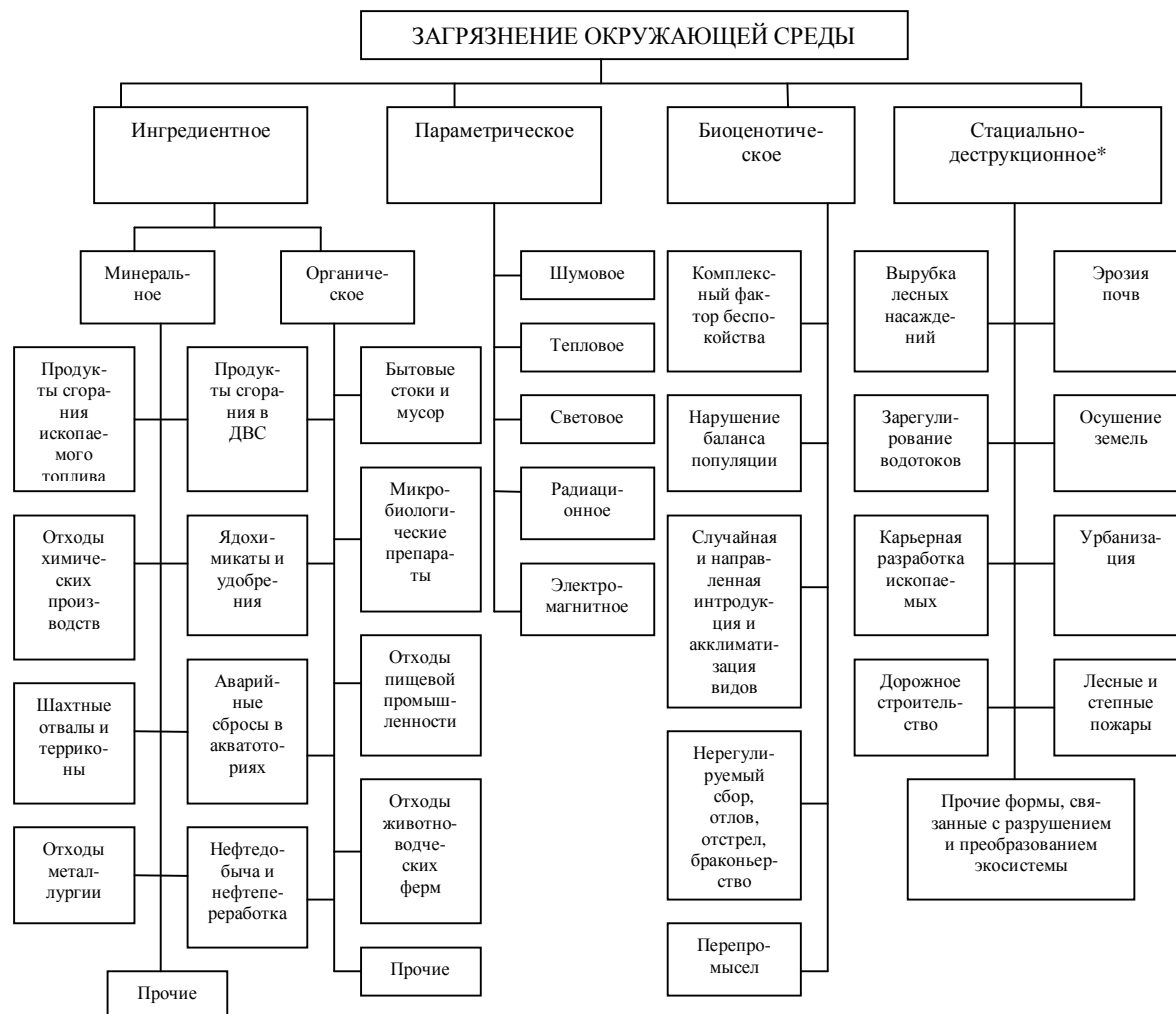 ЗАГРЯЗНЕНИЕ ОКРУЖАЮЩЕЙ СРЕДЫ
Ингредиентное
Параметрическое
Биоценотиче-
ское
Стациально-
деструкционное*
Минераль-
ное
Органиче-
ское
Продук-
ты сгора-
ния
ископае-
мого
топлива
Отходы
химиче-
ских
произ-
водств
Шахтные
отвалы и
террико-
ны
Отходы
метал-
лургии
Прочие
Продук-
ты сгора-
ния в
ДВС
Ядохи-
микаты и
удобре-
ния
Аварий-
ные
сбросы в
акватото-
риях
Нефтедо-
быча и
нефтепе-
реработка
Бытовые
стоки и
мусор
Микро-
биологи-
ческие
препара-
ты
Отходы
пищевой
промыш-
ленности
Отходы
животно-
водче-
ских
ферм
Прочие
Шумовое
Тепловое
Световое
Радиаци-
онное
Электро-
магнитное
Комплекс-
ный фак-
тор беспо-
койства
Нарушение
баланса
популяции
Случайная
и направ-
ленная
интродук-
ция и
акклимати-
зация
видов
Нерегули-
руемый
сбор,
отлов,
отстрел,
браконьер-
ство
Перепро-
мысел
Вырубка
лесных
насажде-
ний
Зарегули-
рование
водотоков
Карьерная
разработка
ископае-
мых
Дорожное
строитель-
ство
Эрозия
почв
Осушение
земель
Урбаниза-
ция
Лесные и
степные
пожары
Прочие формы, свя-
занные с разрушением
и преобразованием
экосистемы